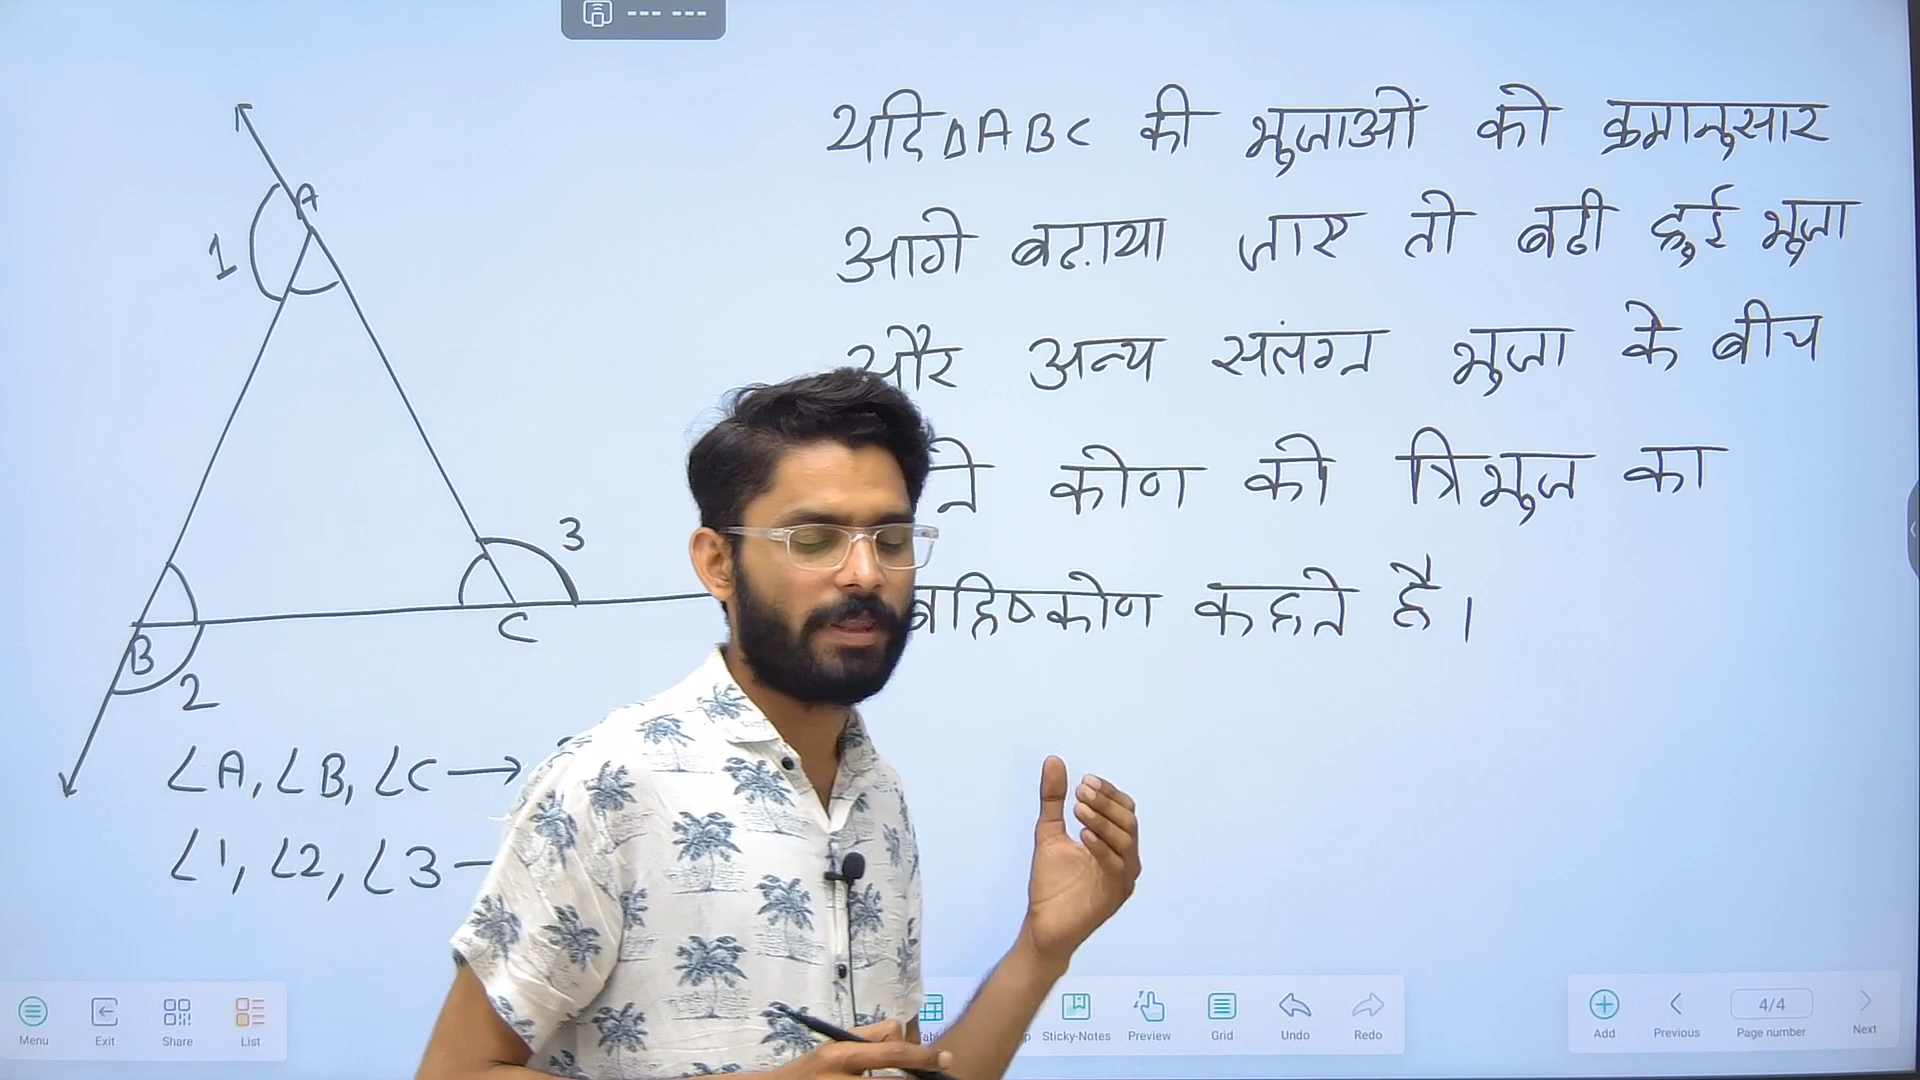 यदि ΔABC की भुजाओं को क्रमानुसार
आगे बढ़ाया जाए तो बढी हुई भुजा
और अन्य संलग्न भुजा के बीच
कोण को त्रिभुज का
बहिष्कोण कहते है।
A
1
3
C
B
2
∠A, ∠B, ∠C →
∠1, ∠2, ∠3 –
Menu Exit Share List
Sticky-Notes Preview Grid Undo Redo
Add Previous 4/4 Page number Next